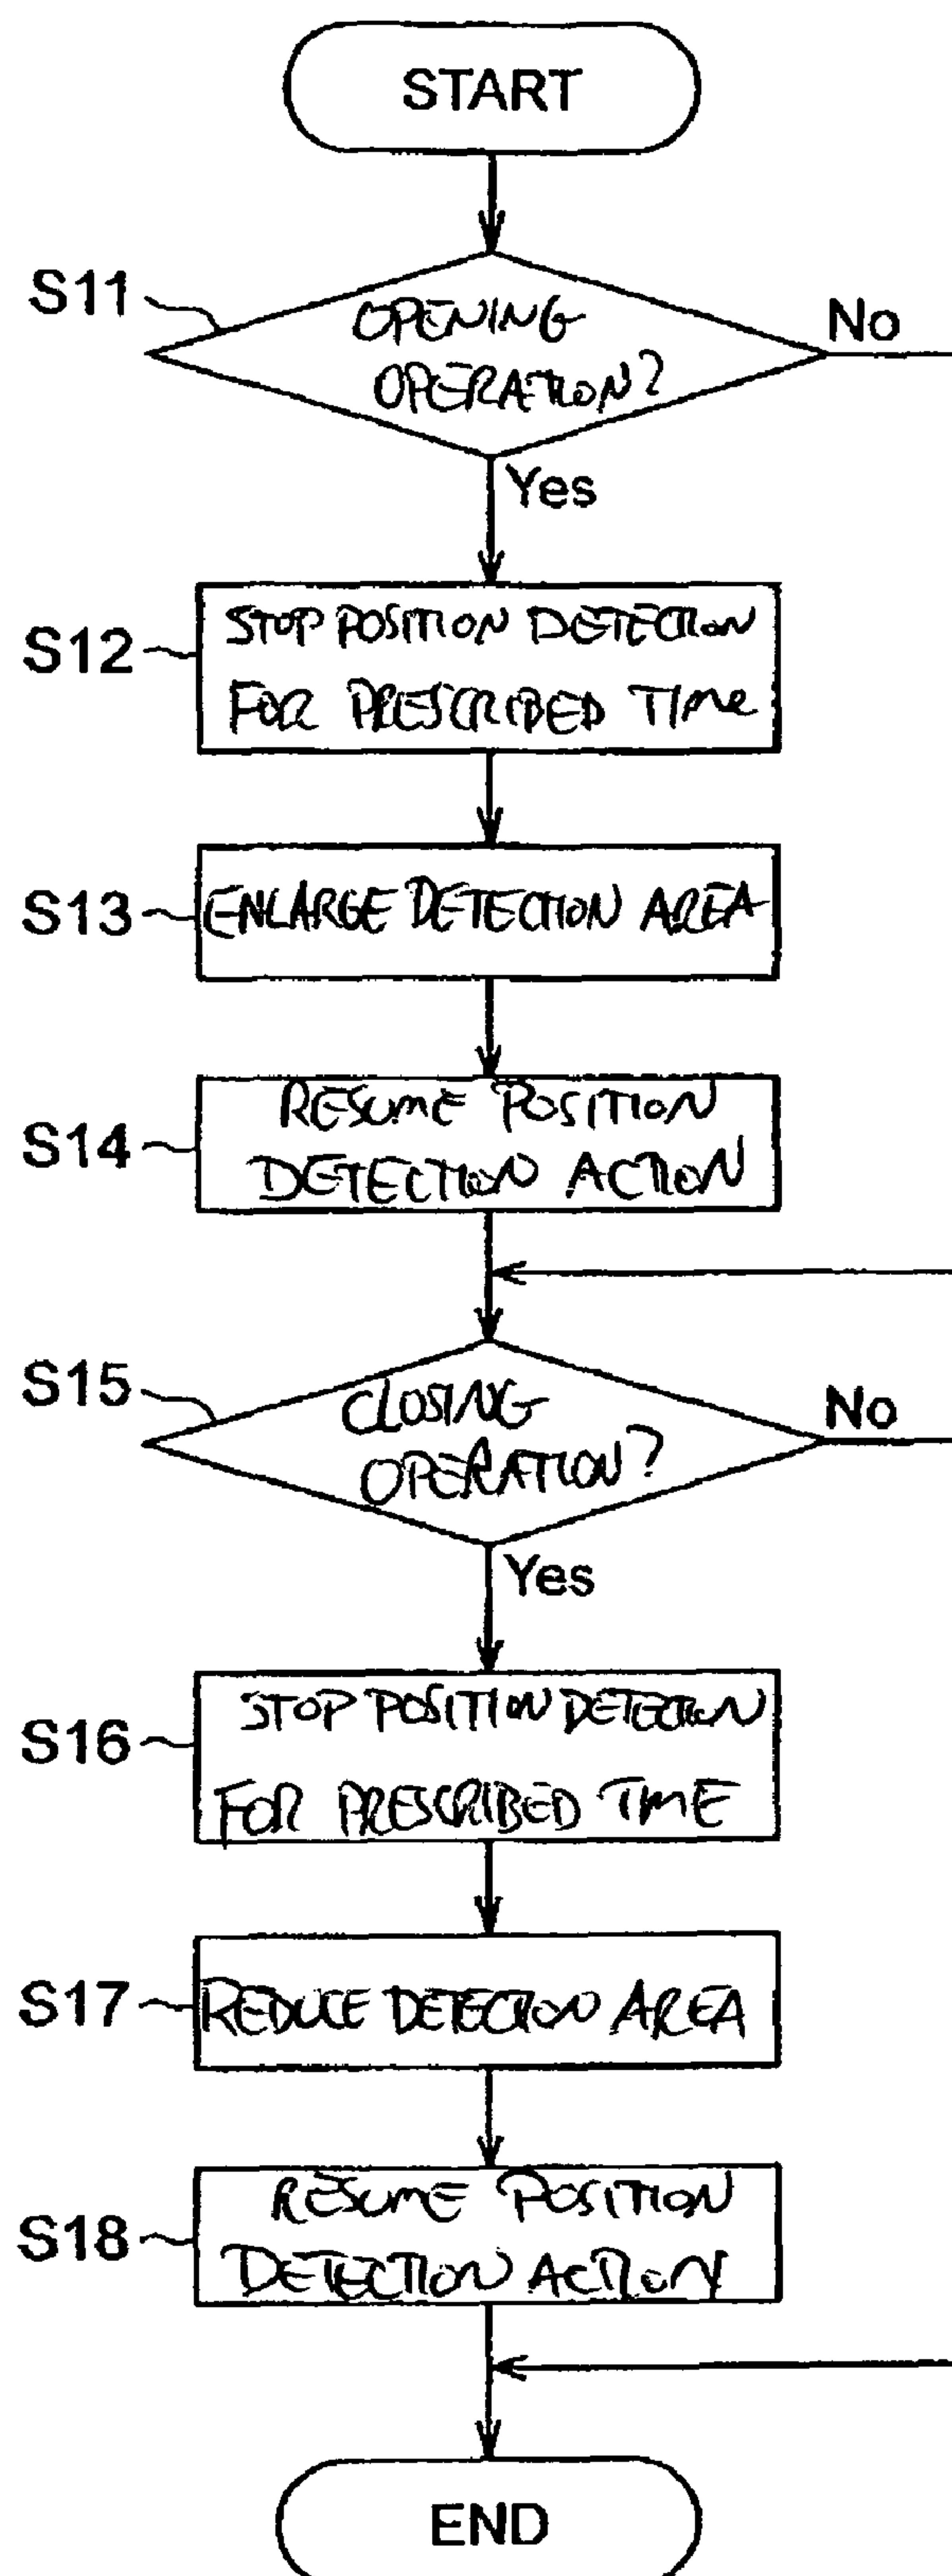 START
S11
OPENING
OPERATION?
No
Yes
S12
STOP POSITION DETECTION
FOR PRESCRIBED TIME
S13
ENLARGE DETECTION AREA
S14
RESUME POSITION
DETECTION ACTION
S15
CLOSING
OPERATION?
No
Yes
S16
STOP POSITION DETECTION
FOR PRESCRIBED TIME
S17
REDUCE DETECTION AREA
S18
RESUME POSITION
DETECTION ACTION
END